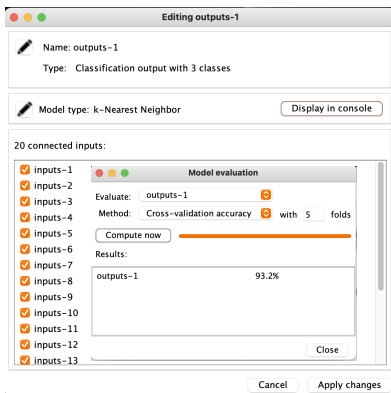 Editing outputs-1
Name: outputs-1
Type: Classification output with 3 classes
Model type: k-Nearest Neighbor
Display in console
20 connected inputs:
inputs-1
inputs-2
inputs-3
inputs-4
inputs-5
inputs-6
inputs-7
inputs-8
inputs-9
inputs-10
inputs-11
inputs-12
inputs-13
Model evaluation
Evaluate: outputs-1
Method: Cross-validation accuracy with 5 folds
Compute now
Results:
outputs-1 93.2%
Close
Cancel Apply changes